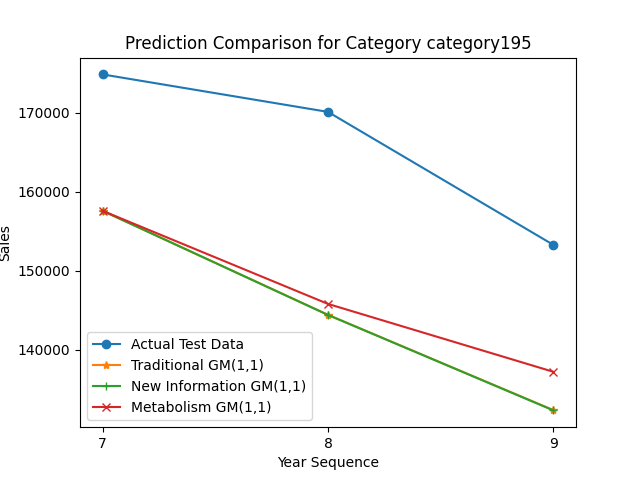 Prediction Comparison for Category category195
170000
160000
150000
140000
Sales
Actual Test Data
Traditional GM(1,1)
New Information GM(1,1)
Metabolism GM(1,1)
7
8
9
Year Sequence